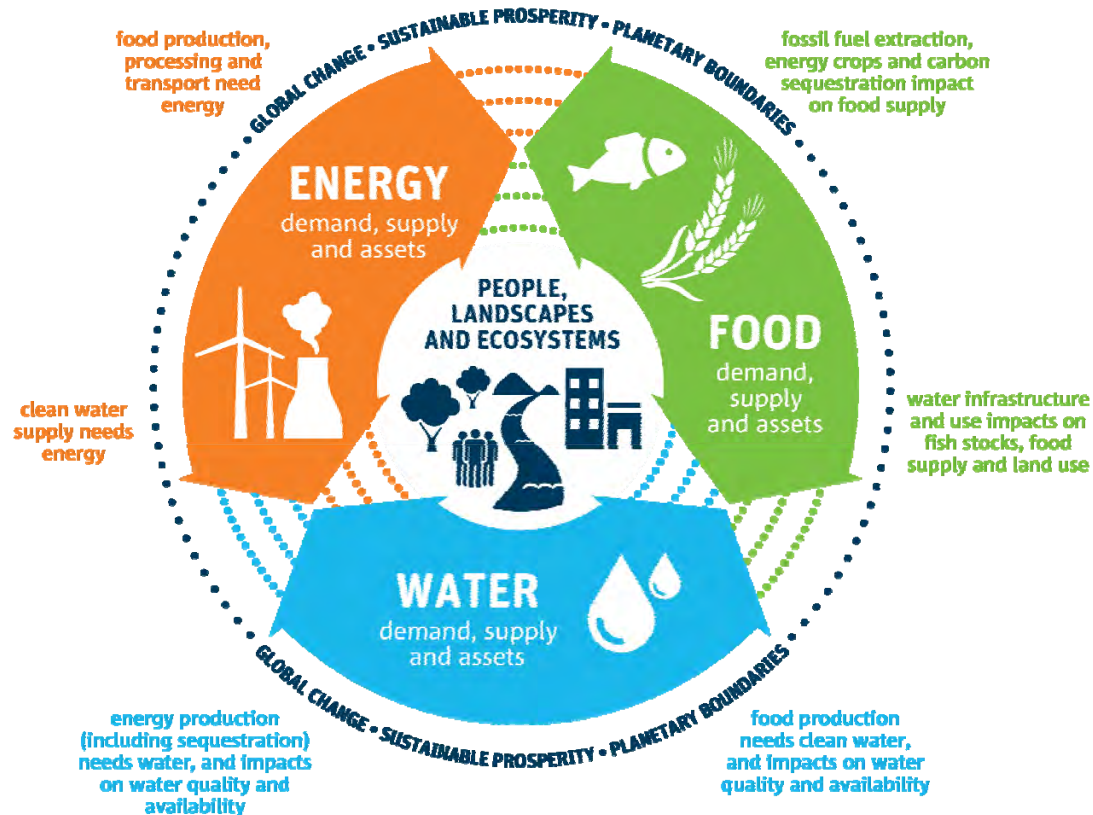 GLOBAL CHANGE • SUSTAINABLE PROSPERITY • PLANETARY BOUNDARIES
food production,
processing and
transport need
energy
fossil fuel extraction,
energy crops and carbon
sequestration impact
on food supply
ENERGY
demand, supply
and assets
PEOPLE,
LANDSCAPES
AND ECOSYSTEMS
FOOD
demand,
supply
and assets
clean water
supply needs
energy
water infrastructure
and use impacts on
fish stocks, food
supply and land use
WATER
demand, supply
and assets
GLOBAL CHANGE • SUSTAINABLE PROSPERITY • PLANETARY BOUNDARIES
energy production
(including sequestration)
needs water, and impacts
on water quality and
availability
food production
needs clean water,
and impacts on water
quality and availability